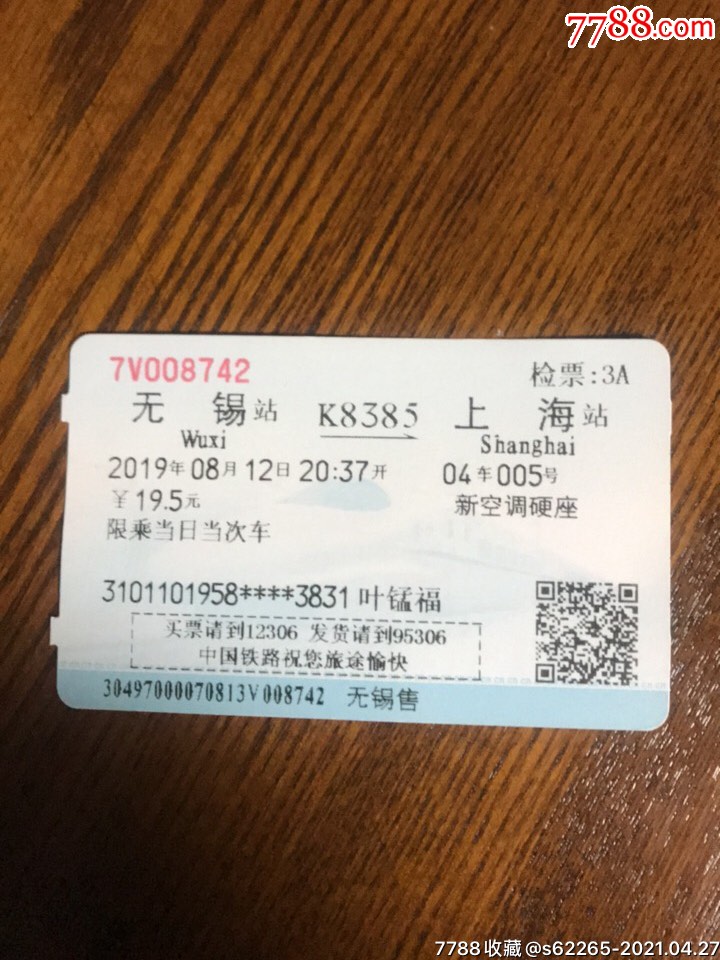 7788.com
7V008742
检票:3A
无锡站 K8385 上海站
Wuxi Shanghai
2019年08月12日20:37开 04车005号
¥19.5元 新空调硬座
限乘当日当次车
3101101958****3831叶锰福
买票请到12306 发货请到95306
中国铁路祝您旅途愉快
30497000070813V008742 无锡售
7788收藏@s62265-2021.04.27